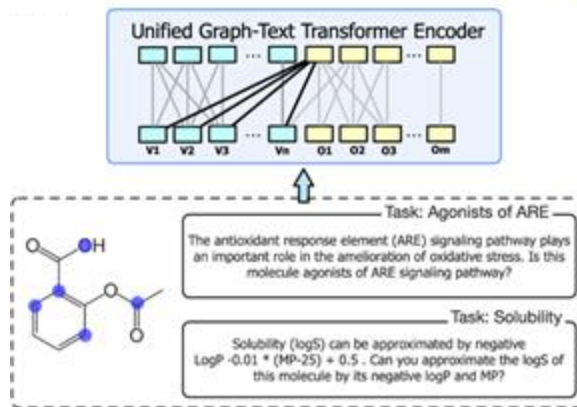 Unified Graph-Text Transformer Encoder
... ...
V1 V2 V3 ... Vn O1 O2 O3 ... Om
Task: Agonists of ARE
The antioxidant response element (ARE) signaling pathway plays
an important role in the amelioration of oxidative stress. Is this
molecule agonists of ARE signaling pathway?
OH
O
O
O
Task: Solubility
Solubility (logS) can be approximated by negative
LogP -0.01 * (MP-25) + 0.5 . Can you approximate the logS of
this molecule by its negative logP and MP?